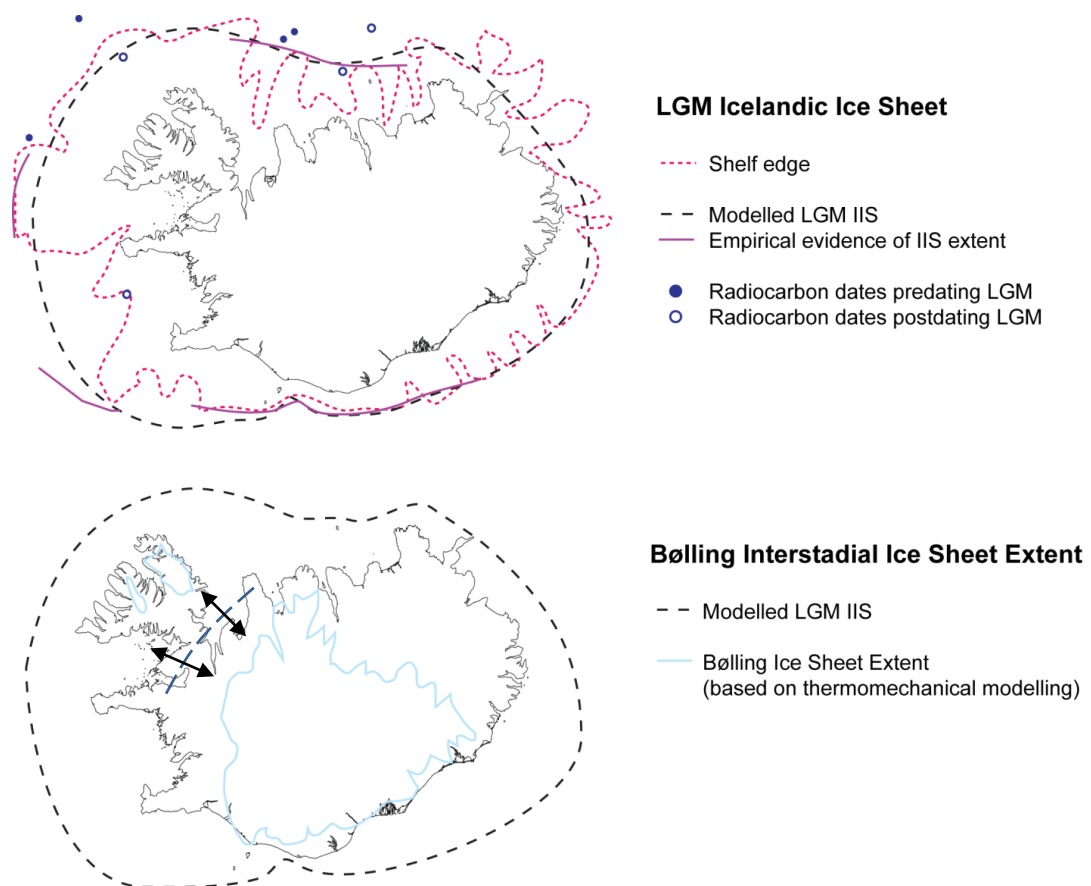 LGM Icelandic Ice Sheet
Shelf edge
Modelled LGM IIS
Empirical evidence of IIS extent
Radiocarbon dates predating LGM
Radiocarbon dates postdating LGM
Bølling Interstadial Ice Sheet Extent
Modelled LGM IIS
Bølling Ice Sheet Extent
(based on thermomechanical modelling)